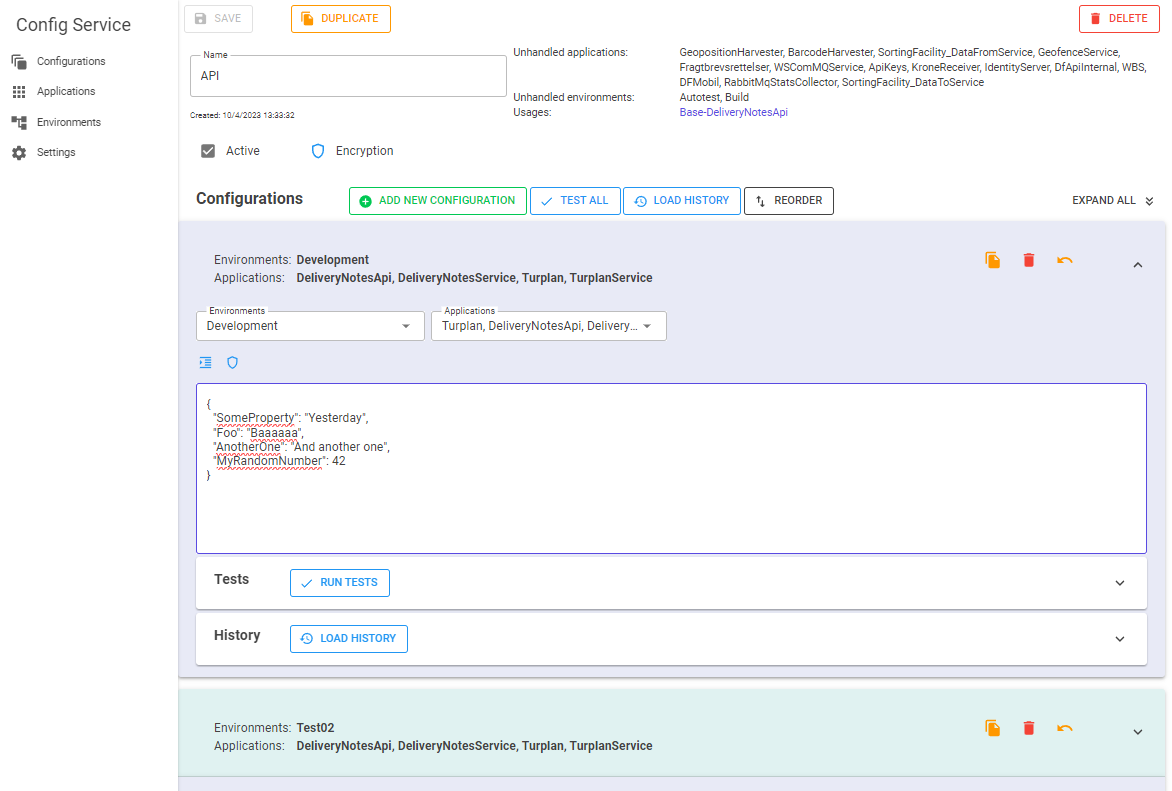 Config Service
Configurations
Applications
Environments
Settings
SAVE
DUPLICATE
DELETE
Name
API
Created: 10/4/2023 13:33:32
Unhandled applications:
GeopositionHarvester, BarcodeHarvester, SortingFacility_DataFromService, GeofenceService,
Fragtbrevsrettelser, WSComMQService, ApiKeys, KroneReceiver, IdentityServer, DfApiInternal, WBS,
DFMobil, RabbitMqStatsCollector, SortingFacility_DataToService
Unhandled environments:
Autotest, Build
Usages:
Base-DeliveryNotesApi
Active
Encryption
Configurations
ADD NEW CONFIGURATION
TEST ALL
LOAD HISTORY
REORDER
EXPAND ALL
Environments: Development
Applications: DeliveryNotesApi, DeliveryNotesService, Turplan, TurplanService
Environments
Development
Applications
Turplan, DeliveryNotesApi, Delivery...
{
"SomeProperty": "Yesterday",
"Foo": "Baaaaaa",
"AnotherOne": "And another one",
"MyRandomNumber": 42
}
Tests
RUN TESTS
History
LOAD HISTORY
Environments: Test02
Applications: DeliveryNotesApi, DeliveryNotesService, Turplan, TurplanService